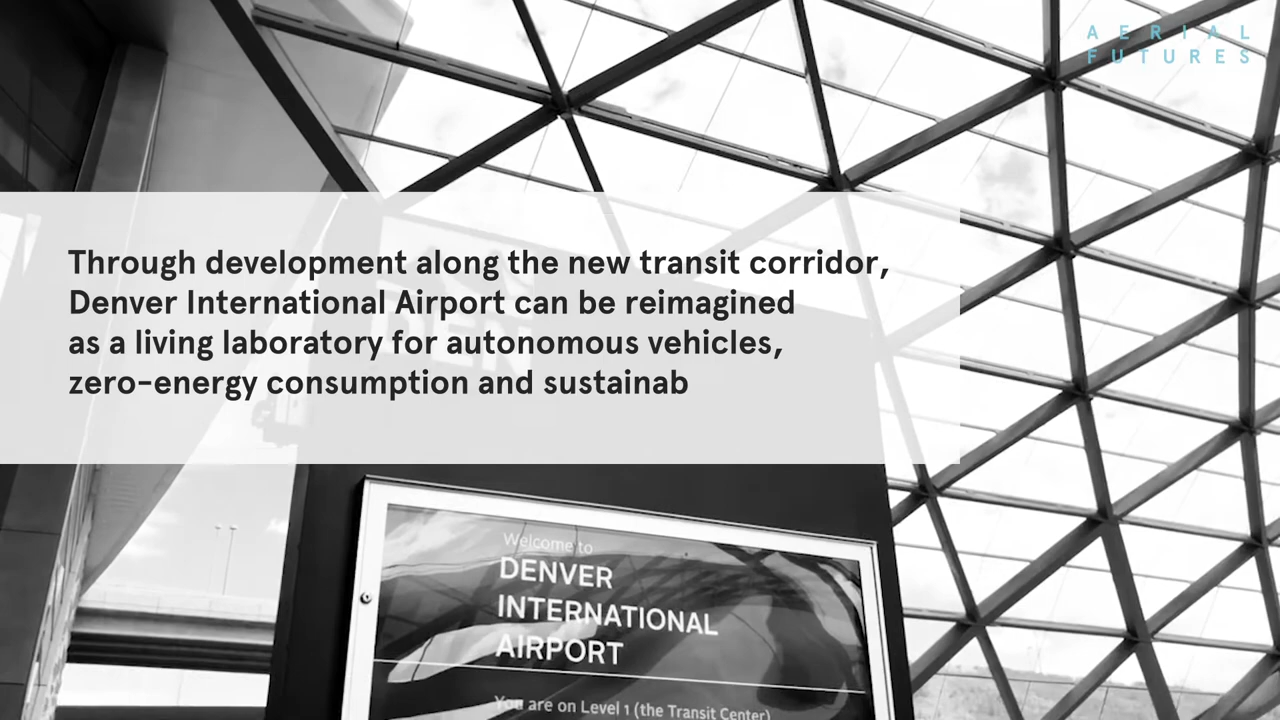 AERIAL
FUTURES
Through development along the new transit corridor,
Denver International Airport can be reimagined
as a living laboratory for autonomous vehicles,
zero-energy consumption and sustainab
Welcome to
DENVER
INTERNATIONAL
AIRPORT
You are on Level 1 (the Transit Center)